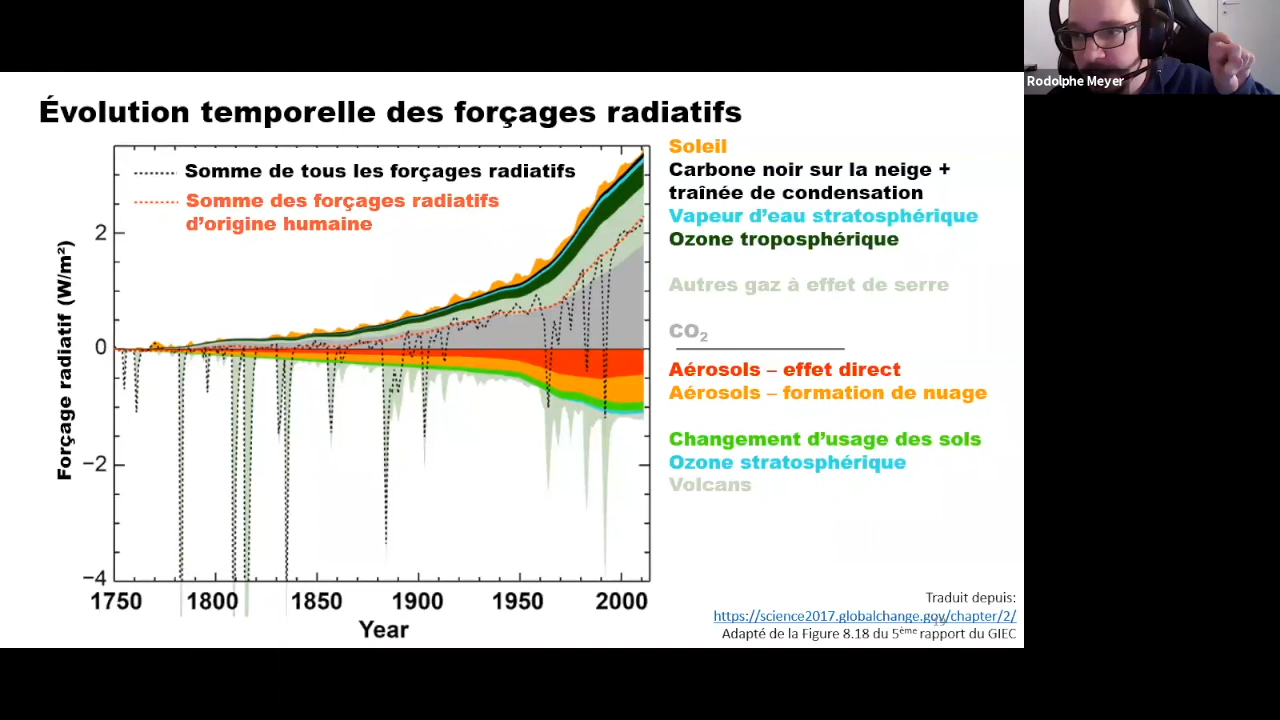 Rodolphe Meyer
Évolution temporelle des forçages radiatifs
Somme de tous les forçages radiatifs
Somme des forçages radiatifs
d'origine humaine
Forçage radiatif (W/m²)
2
0
−2
−4
1750
1800
1850
1900
1950
2000
Year
Soleil
Carbone noir sur la neige +
traînée de condensation
Vapeur d'eau stratosphérique
Ozone troposphérique
Autres gaz à effet de serre
CO₂
Aérosols – effet direct
Aérosols – formation de nuage
Changement d'usage des sols
Ozone stratosphérique
Volcans
Traduit depuis:
https://science2017.globalchange.gov/chapter/2/
Adapté de la Figure 8.18 du 5ème rapport du GIEC